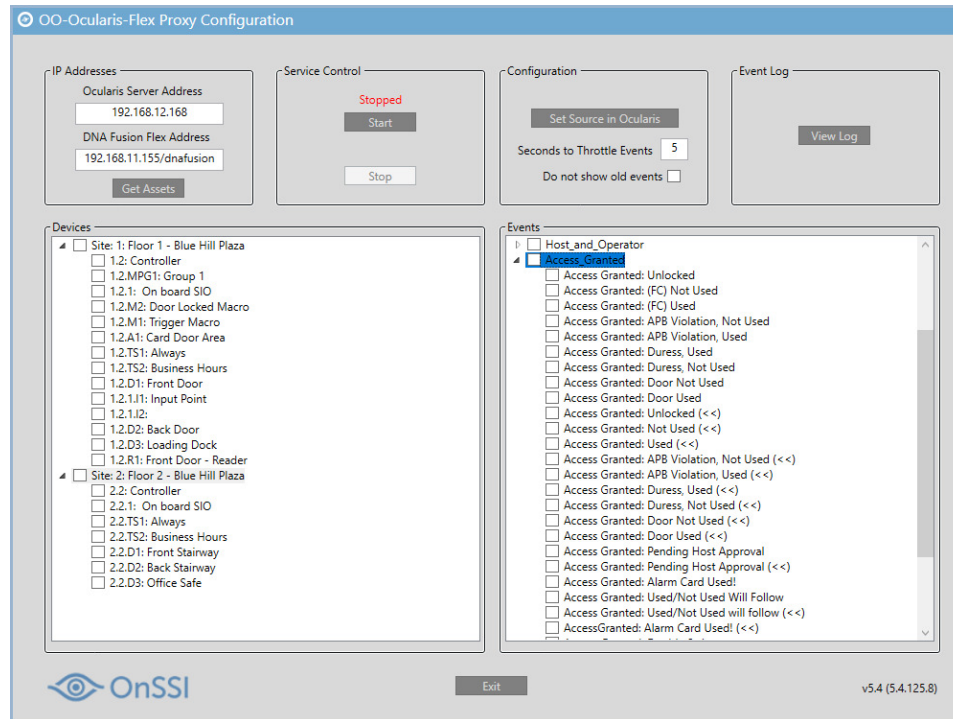 OO-Ocularis-Flex Proxy Configuration
IP Addresses
Ocularis Server Address
192.168.12.168
DNA Fusion Flex Address
192.168.11.155/dnafusion
Get Assets
Service Control
Stopped
Start
Stop
Configuration
Set Source in Ocularis
Seconds to Throttle Events 5
Do not show old events
Event Log
View Log
Devices
Site: 1: Floor 1 - Blue Hill Plaza
1.2: Controller
1.2.MPG1: Group 1
1.2.1: On board SIO
1.2.M2: Door Locked Macro
1.2.M1: Trigger Macro
1.2.A1: Card Door Area
1.2.TS1: Always
1.2.TS2: Business Hours
1.2.D1: Front Door
1.2.1.I1: Input Point
1.2.1.I2:
1.2.D2: Back Door
1.2.D3: Loading Dock
1.2.R1: Front Door - Reader
Site: 2: Floor 2 - Blue Hill Plaza
2.2: Controller
2.2.1: On board SIO
2.2.TS1: Always
2.2.TS2: Business Hours
2.2.D1: Front Stairway
2.2.D2: Back Stairway
2.2.D3: Office Safe
Events
Host_and_Operator
Access_Granted
Access Granted: Unlocked
Access Granted: (FC) Not Used
Access Granted: (FC) Used
Access Granted: APB Violation, Not Used
Access Granted: APB Violation, Used
Access Granted: Duress, Used
Access Granted: Duress, Not Used
Access Granted: Door Not Used
Access Granted: Door Used
Access Granted: Unlocked (<<)
Access Granted: Not Used (<<)
Access Granted: Used (<<)
Access Granted: APB Violation, Not Used (<<)
Access Granted: APB Violation, Used (<<)
Access Granted: Duress, Used (<<)
Access Granted: Duress, Not Used (<<)
Access Granted: Door Not Used (<<)
Access Granted: Door Used (<<)
Access Granted: Pending Host Approval
Access Granted: Pending Host Approval (<<)
Access Granted: Alarm Card Used!
Access Granted: Used/Not Used Will Follow
Access Granted: Used/Not Used will follow (<<)
AccessGranted: Alarm Card Used! (<<)
OnSSI
Exit
v5.4 (5.4.125.8)